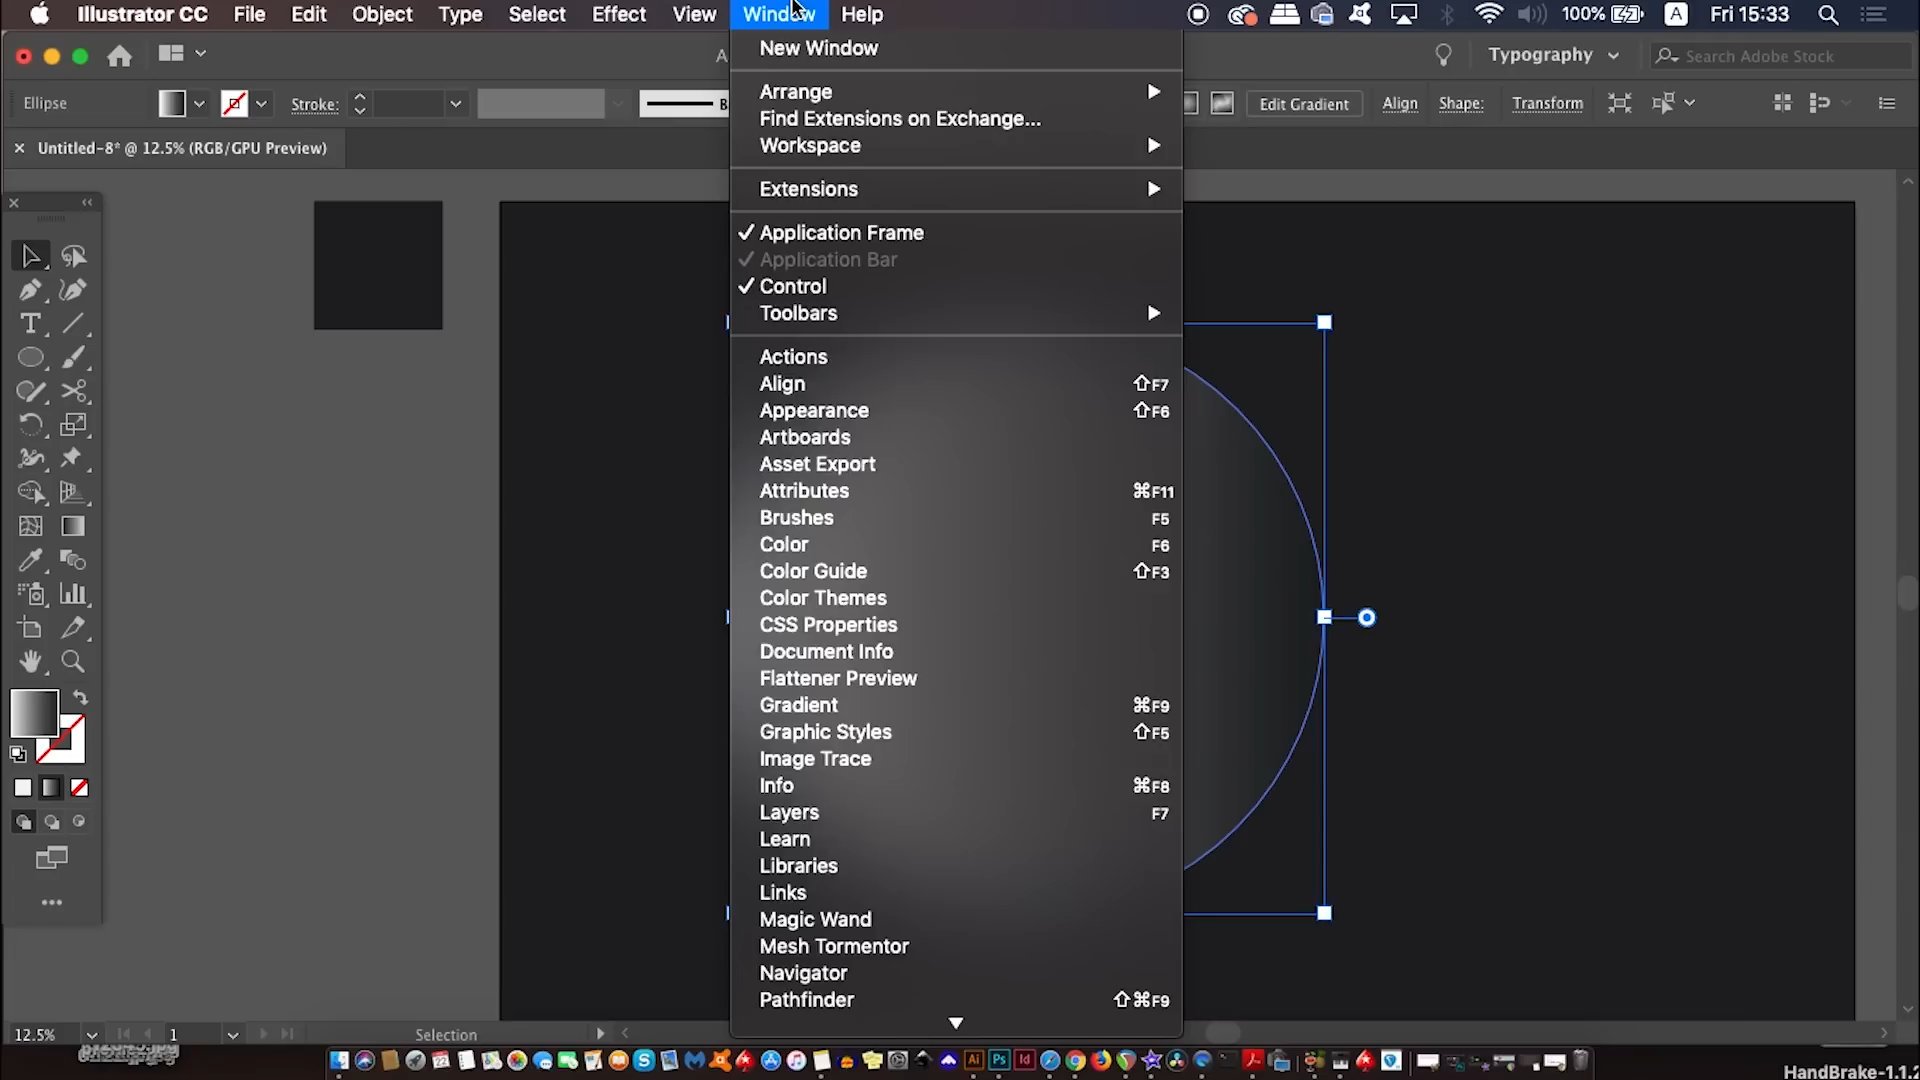 Illustrator CC File Edit Object Type Select Effect View Window Help
100% A Fri 15:33
Typography
Search Adobe Stock
Ellipse
Stroke:
Edit Gradient
Align
Shape:
Transform
Untitled-8* @ 12.5% (RGB/GPU Preview)
New Window
Arrange
Find Extensions on Exchange...
Workspace
Extensions
Application Frame
Application Bar
Control
Toolbars
Actions
Align ⇧F7
Appearance ⇧F6
Artboards
Asset Export
Attributes ⌘F11
Brushes F5
Color F6
Color Guide ⇧F3
Color Themes
CSS Properties
Document Info
Flattener Preview
Gradient ⌘F9
Graphic Styles ⇧F5
Image Trace
Info ⌘F8
Layers F7
Learn
Libraries
Links
Magic Wand
Mesh Tormentor
Navigator
Pathfinder ⇧⌘F9
12.5%
1
Selection
HandBrake-1.1.2